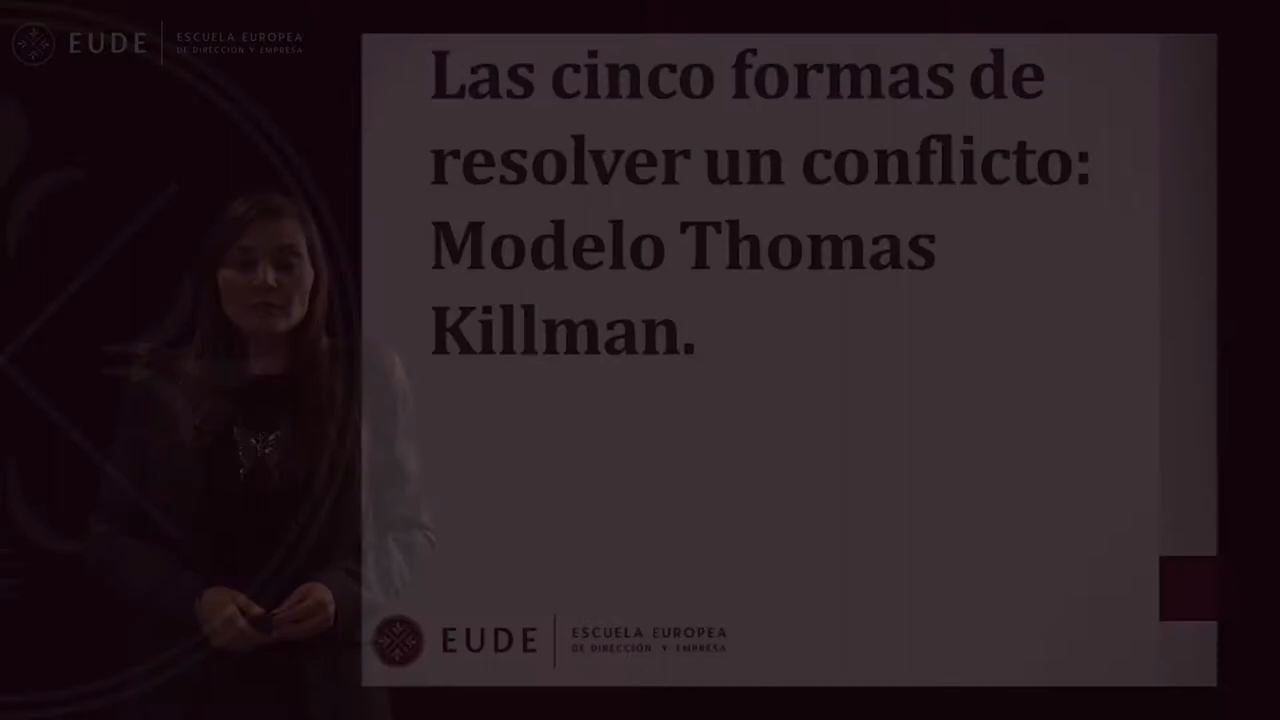 EUDE
ESCUELA EUROPEA
DE DIRECCIÓN Y EMPRESA
Las cinco formas de
resolver un conflicto:
Modelo Thomas
Killman.
EUDE
ESCUELA EUROPEA
DE DIRECCIÓN Y EMPRESA